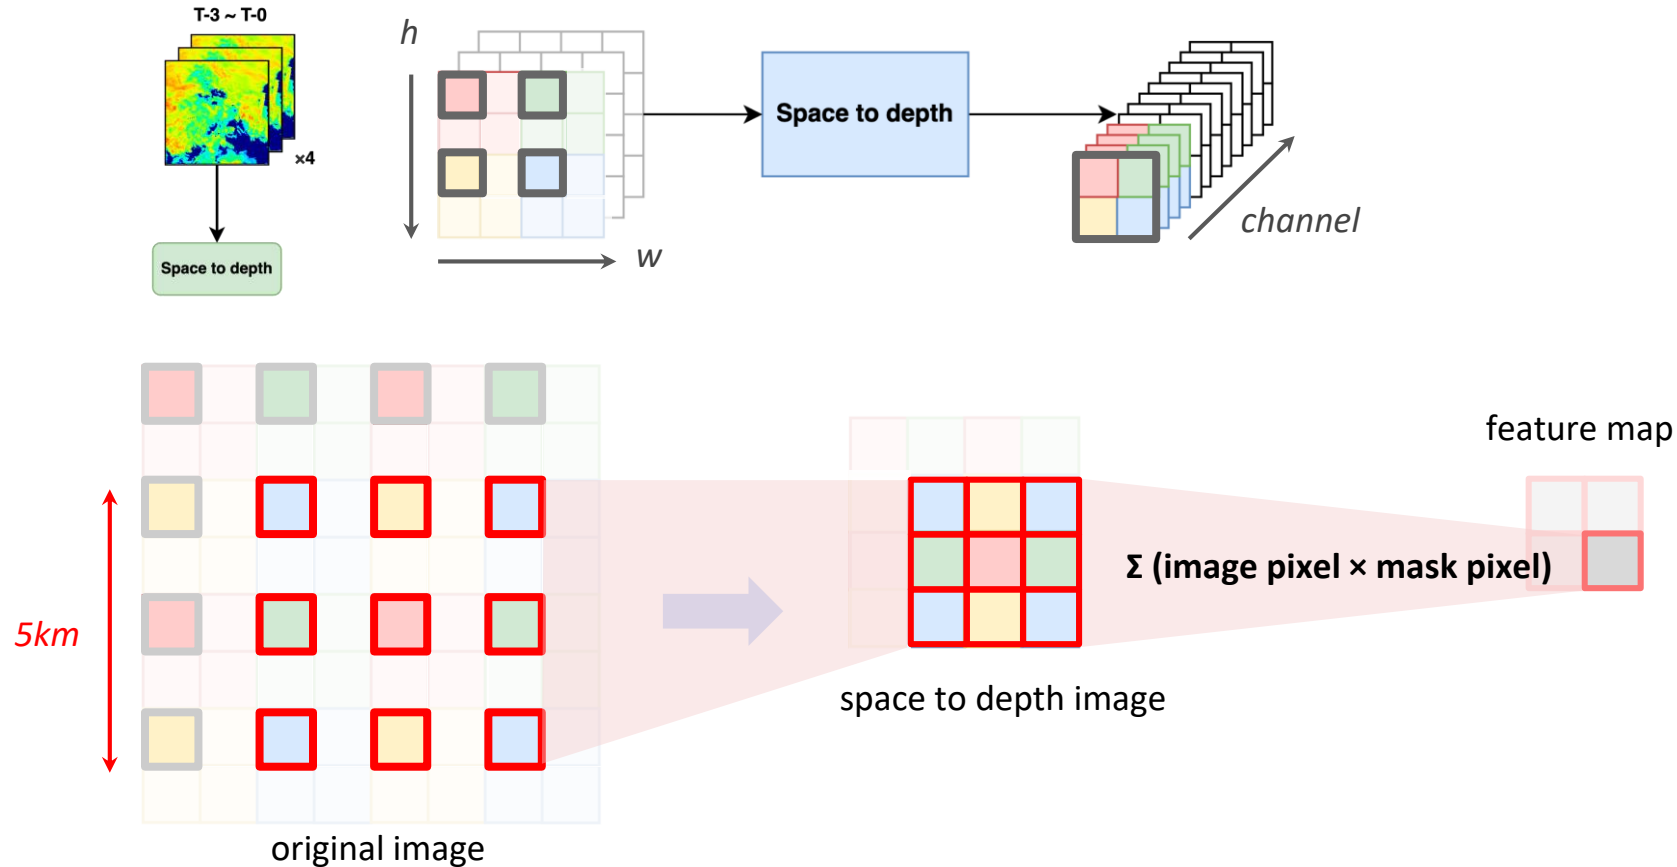 T-3 ~ T-0
×4
Space to depth
h
w
Space to depth
channel
5km
original image
space to depth image
Σ (image pixel × mask pixel)
feature map